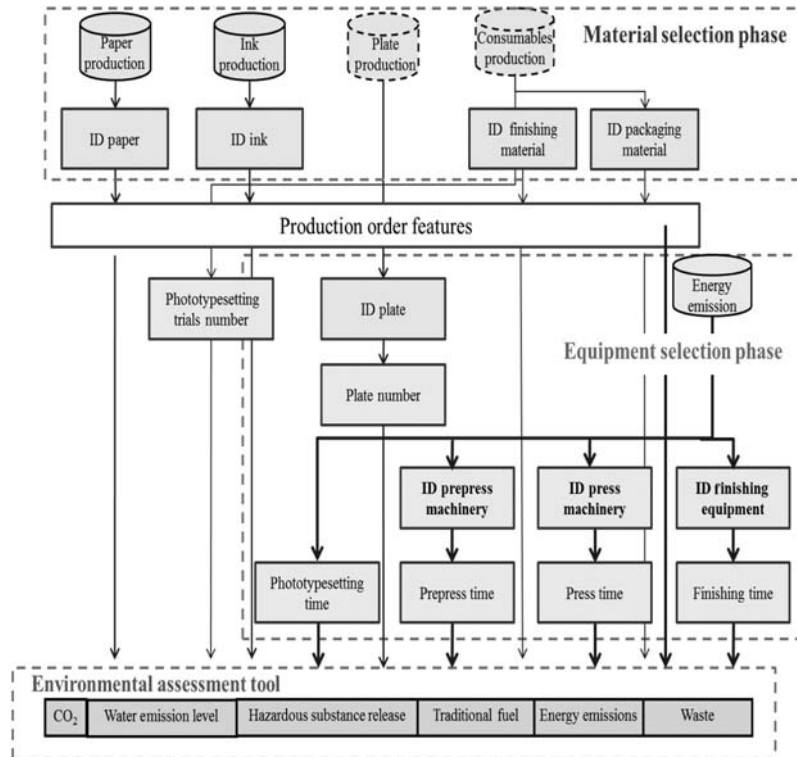 Paper
production
Ink
production
Plate
production
Consumables
production
Material selection phase
ID paper
ID ink
ID finishing
material
ID packaging
material
Production order features
Phototypesetting
trials number
ID plate
Energy
emission
Equipment selection phase
Plate number
ID prepress
machinery
ID press
machinery
ID finishing
equipment
Phototypesetting
time
Prepress time
Press time
Finishing time
Environmental assessment tool
CO2
Water emission level
Hazardous substance release
Traditional fuel
Energy emissions
Waste